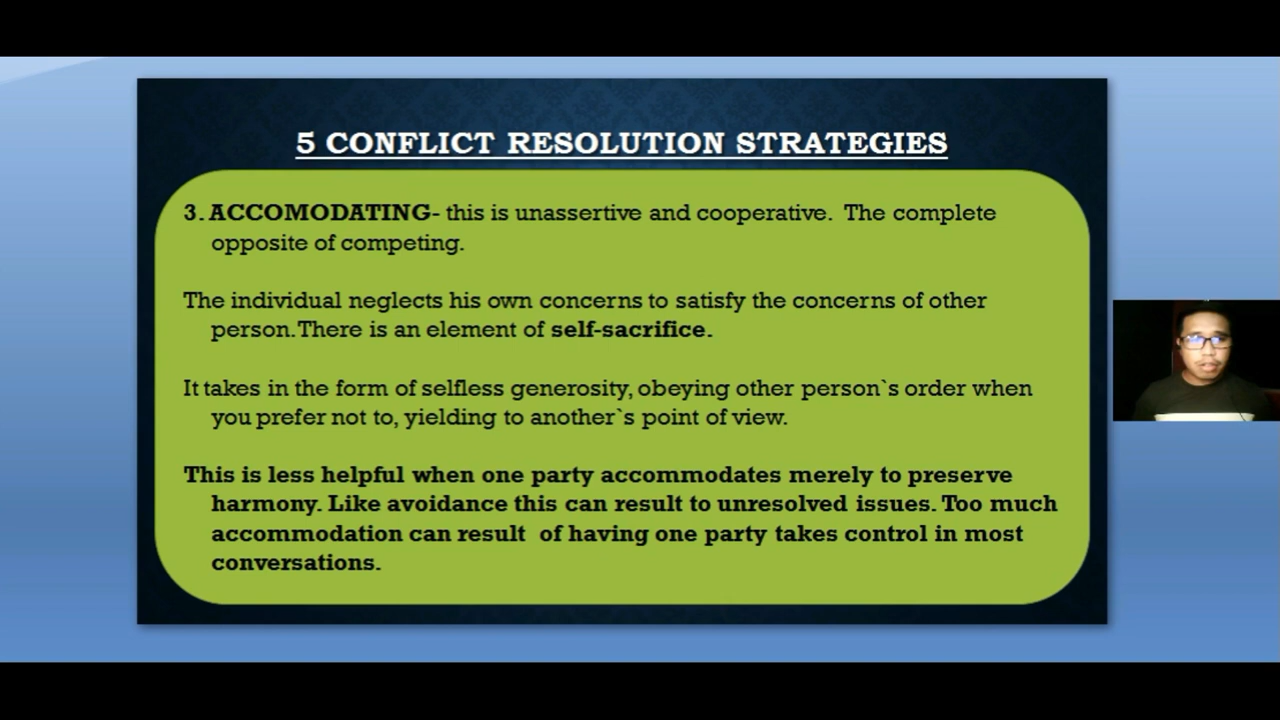 5 CONFLICT RESOLUTION STRATEGIES
3. ACCOMODATING- this is unassertive and cooperative.  The complete
opposite of competing.
The individual neglects his own concerns to satisfy the concerns of other
person.There is an element of self-sacrifice.
It takes in the form of selfless generosity, obeying other person`s order when
you prefer not to, yielding to another`s point of view.
This is less helpful when one party accommodates merely to preserve
harmony. Like avoidance this can result to unresolved issues. Too much
accommodation can result  of having one party takes control in most
conversations.